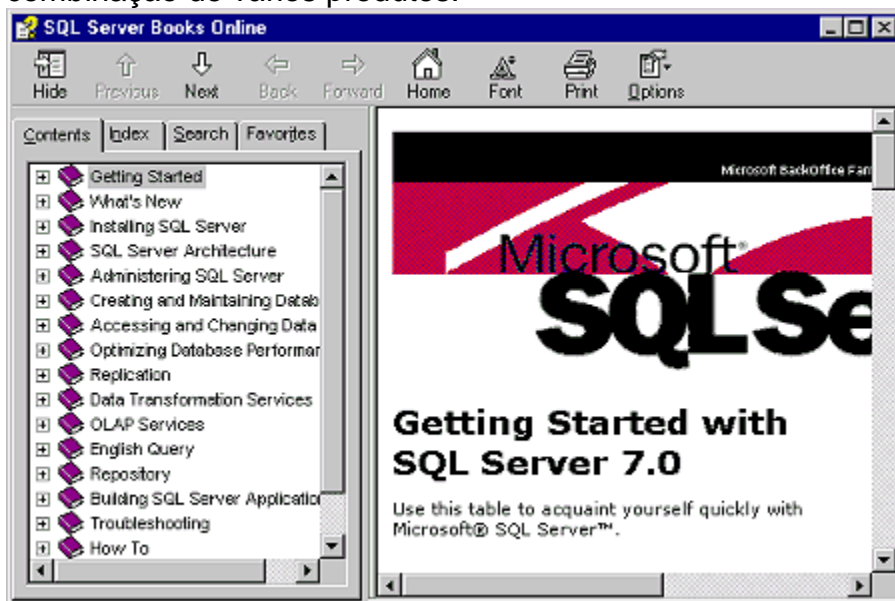 combinação de vários produtos.
SQL Server Books Online
Hide Previous Next Back Forward Home Font Print Options
Contents Index Search Favorites
Getting Started
What's New
Installing SQL Server
SQL Server Architecture
Administering SQL Server
Creating and Maintaining Datab
Accessing and Changing Data
Optimizing Database Performar
Replication
Data Transformation Services
OLAP Services
English Query
Repository
Building SQL Server Applicatio
Troubleshooting
How To
Microsoft BackOffice Fam
Microsoft®
SQL Se
Getting Started with
SQL Server 7.0
Use this table to acquaint yourself quickly with
Microsoft® SQL Server™.